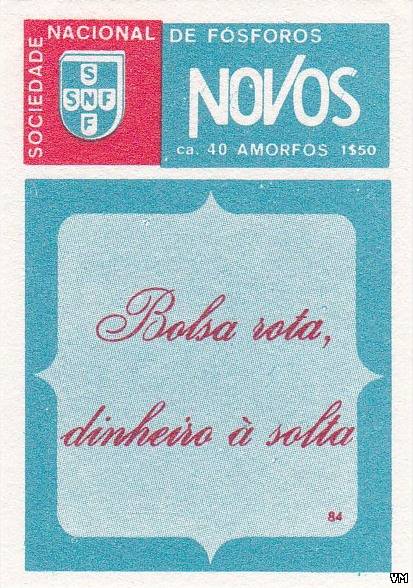 SOCIEDADE NACIONAL DE FÓSFOROS
S
SNF
F
NOVOS
ca. 40 AMORFOS 1$50
Bolsa rota,
dinheiro à solta
84
VM